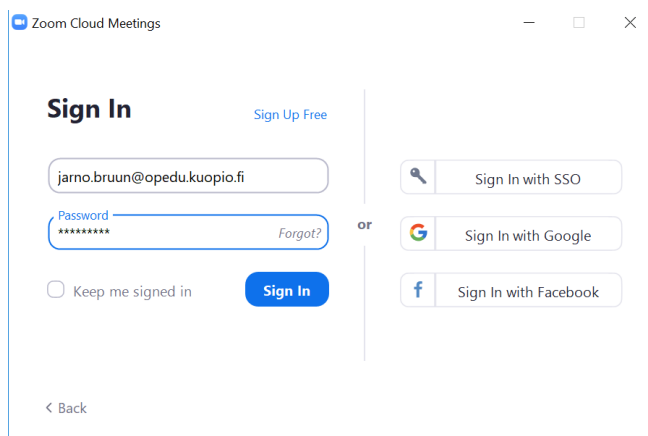 Zoom Cloud Meetings
Sign In
Sign Up Free
jarno.bruun@opedu.kuopio.fi
Password
********* Forgot?
Keep me signed in
Sign In
or
Sign In with SSO
Sign In with Google
f Sign In with Facebook
< Back